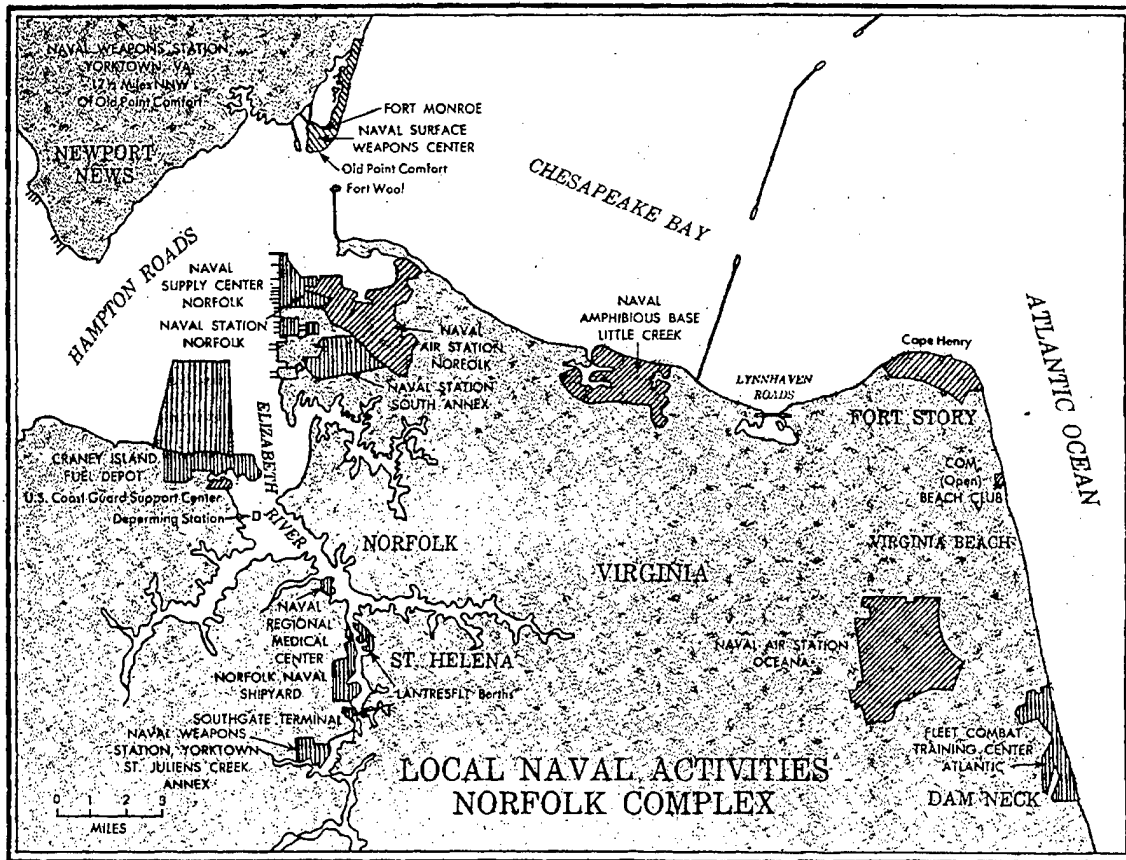 NAVAL WEAPONS STATION,
YORKTOWN VA
12½ Miles NNW
Of Old Point Comfort
NEWPORT
NEWS
FORT MONROE
NAVAL SURFACE
WEAPONS CENTER
Old Point Comfort
Fort Wool
CHESAPEAKE BAY
HAMPTON ROADS
NAVAL
SUPPLY CENTER
NORFOLK
NAVAL STATION
NORFOLK
NAVAL
AIR STATION
NORFOLK
NAVAL STATION
SOUTH ANNEX
NAVAL
AMPHIBIOUS BASE
LITTLE CREEK
LYNNHAVEN
ROADS
Cape Henry
FORT STORY
ATLANTIC OCEAN
ELIZABETH
RIVER
CRANEY ISLAND
FUEL DEPOT
U.S. Coast Guard Support Center
Deperming Station
COM
(Open)
BEACH CLUB
NORFOLK
VIRGINIA
VIRGINIA BEACH
NAVAL
REGIONAL
MEDICAL
CENTER
ST. HELENA
NORFOLK NAVAL
SHIPYARD
LANTRESFLT Berths
NAVAL AIR STATION
OCEANA
SOUTHGATE TERMINAL
NAVAL WEAPONS
STATION, YORKTOWN
ST. JULIENS CREEK
ANNEX
FLEET COMBAT
TRAINING CENTER
ATLANTIC
DAM NECK
LOCAL NAVAL ACTIVITIES
NORFOLK COMPLEX
0 1 2 3
MILES